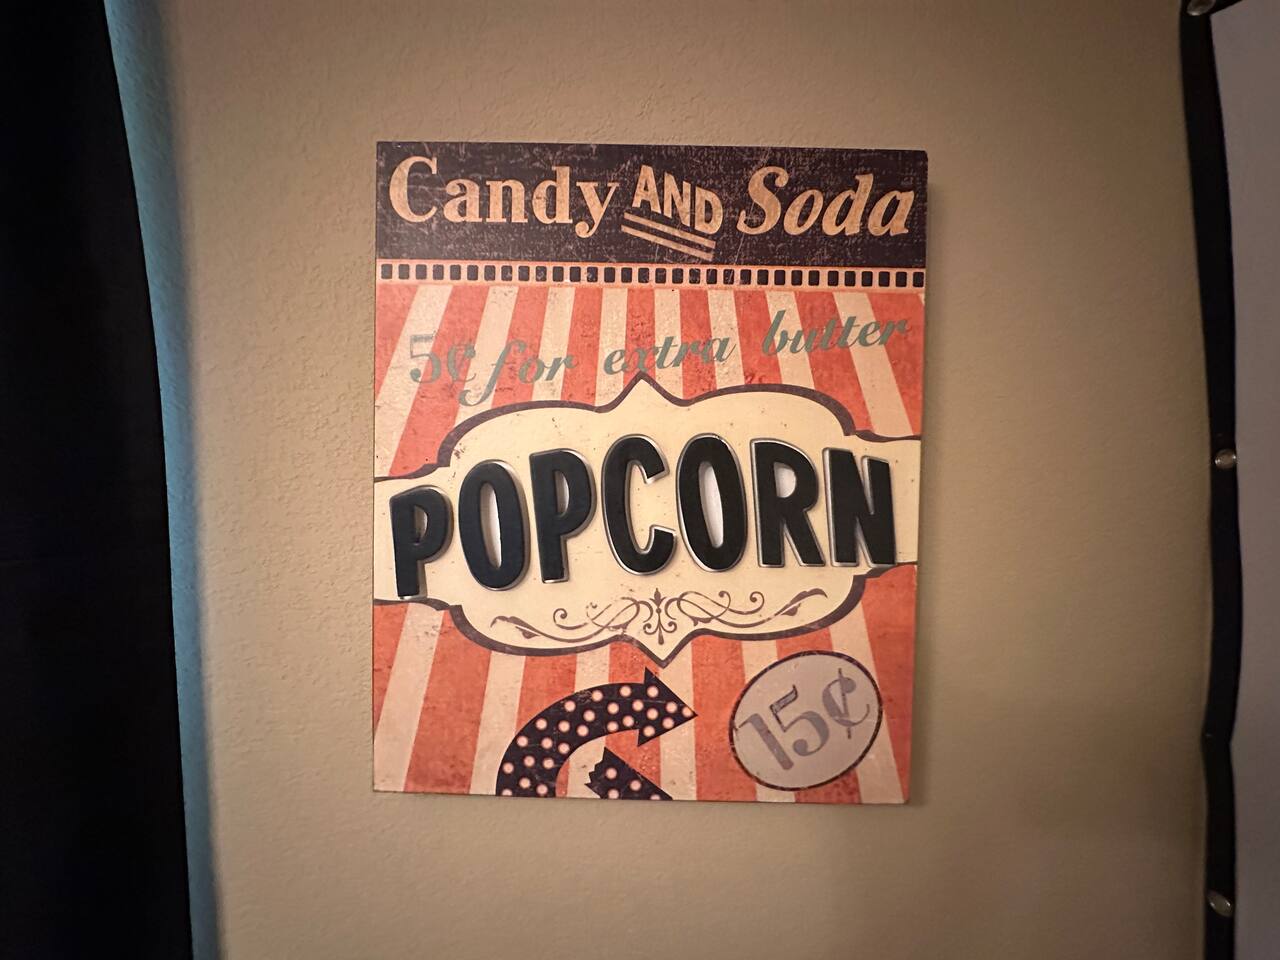 Candy AND Soda
5¢ for extra butter
POPCORN
15¢